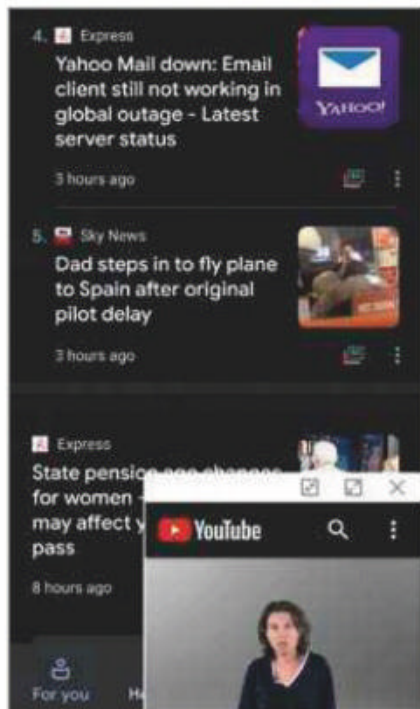 4. Express
Yahoo Mail down: Email
client still not working in
global outage - Latest
server status
YAHOO!
3 hours ago
5. Sky News
Dad steps in to fly plane
to Spain after original
pilot delay
3 hours ago
Express
State pension age changes
for women -
may affect
pass
8 hours ago
YouTube
For you